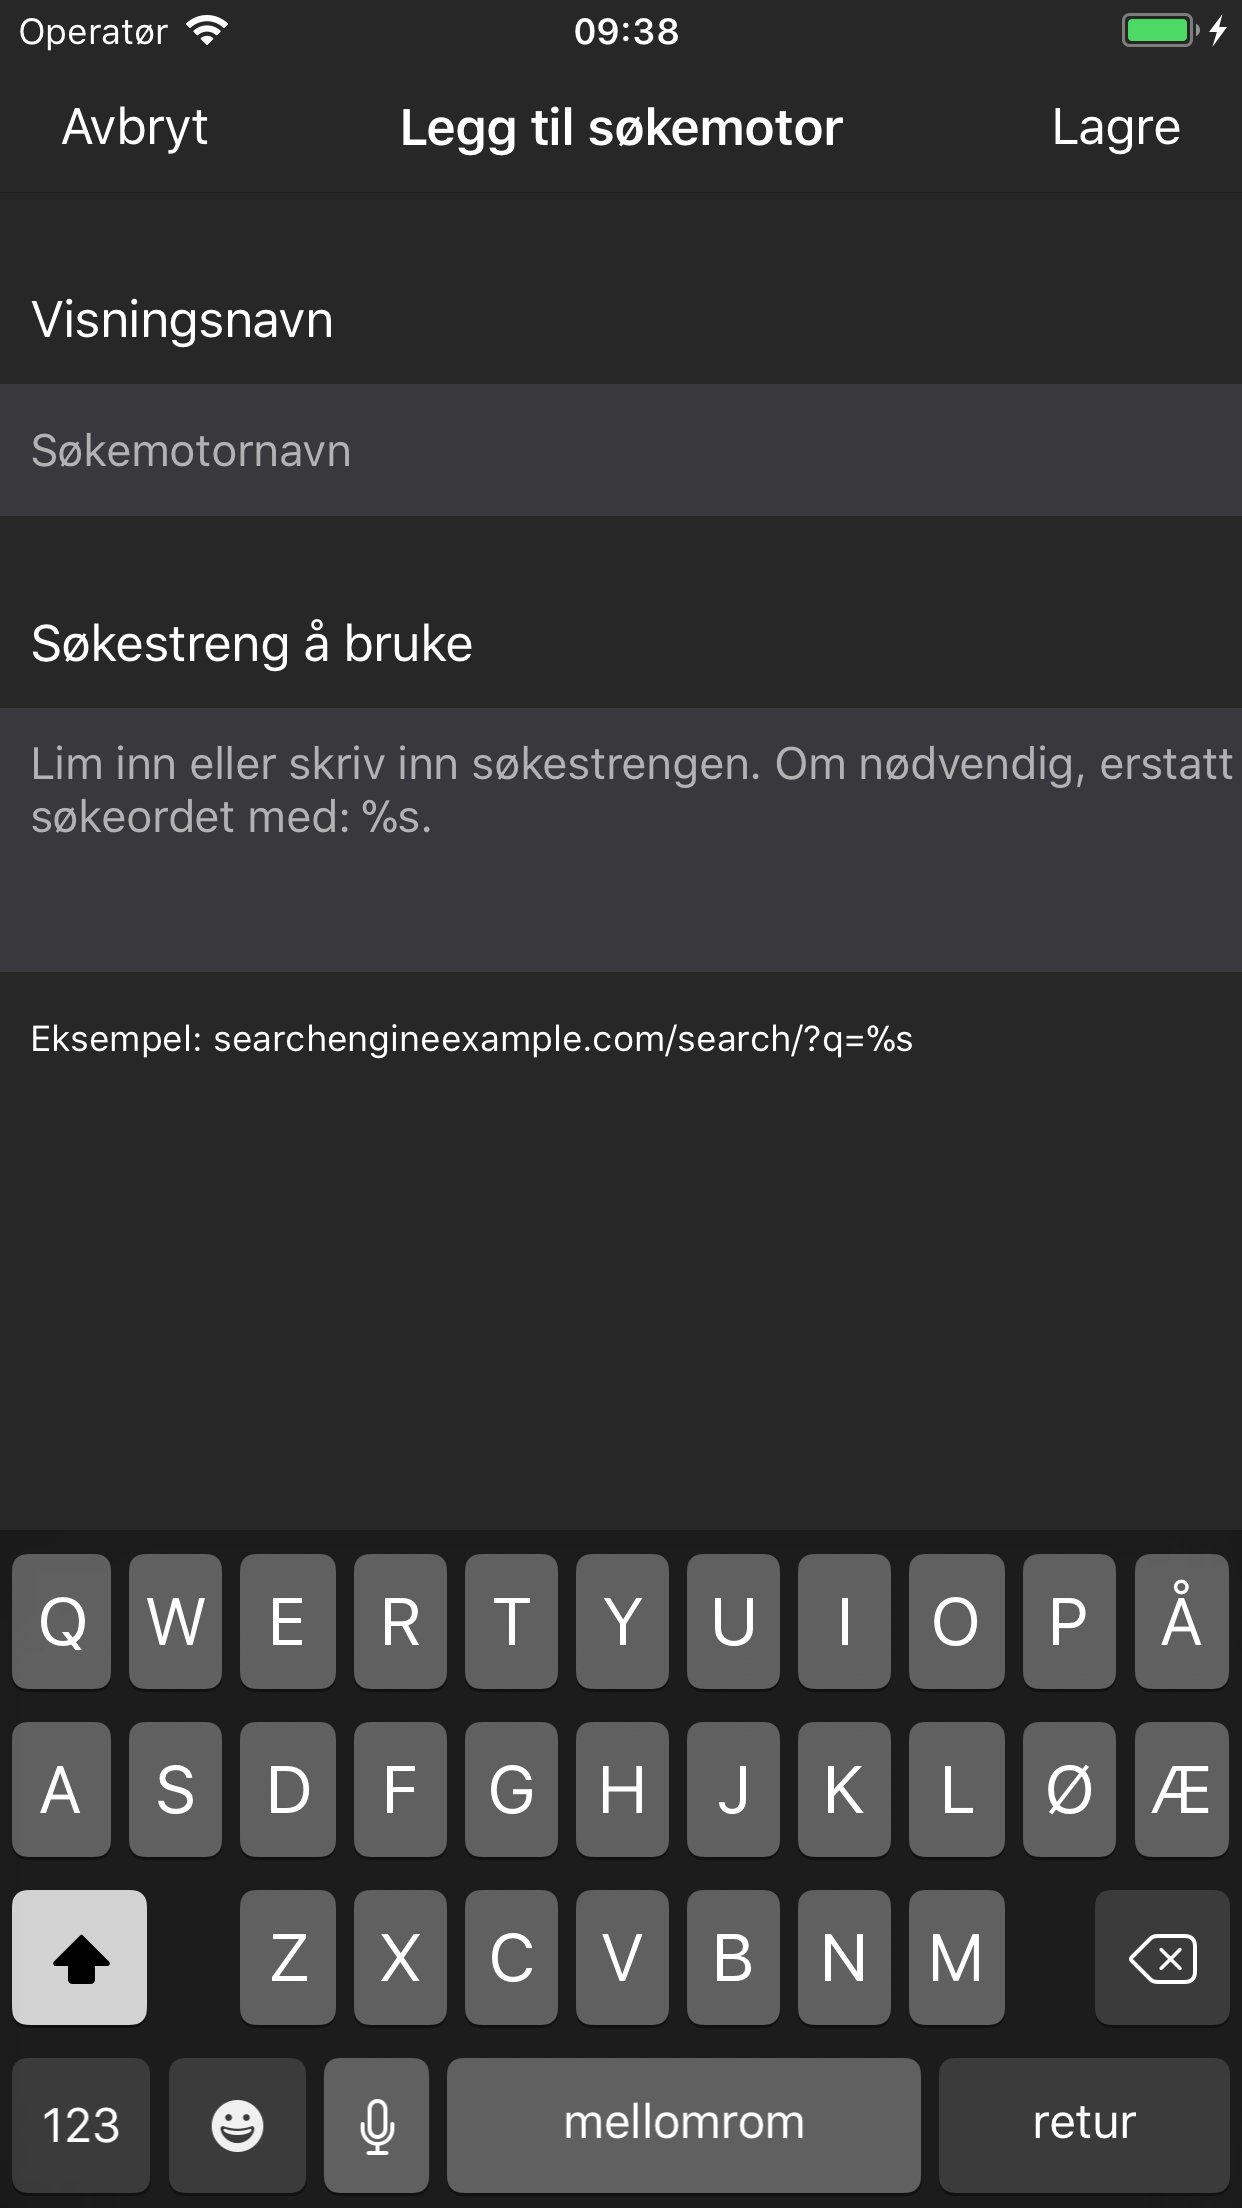 Operatør 09:38
Avbryt Legg til søkemotor Lagre
Visningsnavn
Søkemotornavn
Søkestreng å bruke
Lim inn eller skriv inn søkestrengen. Om nødvendig, erstatt
søkeordet med: %s.
Eksempel: searchengineexample.com/search/?q=%s
Q W E R T Y U I O P Å
A S D F G H J K L Ø Æ
Z X C V B N M
123 mellomrom retur